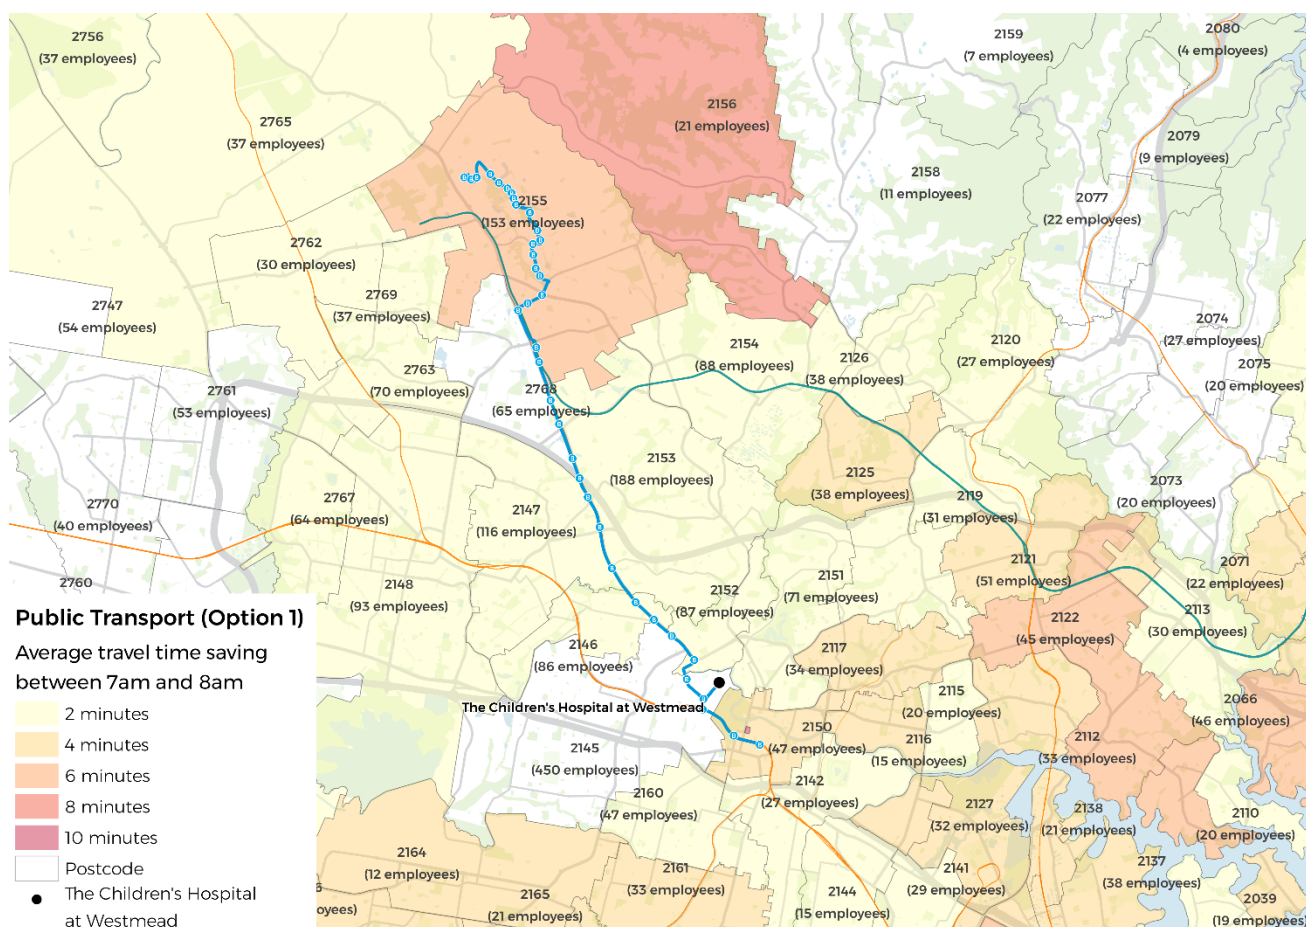 2756
(37 employees)
2159
(7 employees)
2080
(4 employees)
2765
(37 employees)
2156
(21 employees)
2079
(9 employees)
2158
(11 employees)
2077
(22 employees)
2155
(153 employees)
2762
(30 employees)
2769
(37 employees)
2747
(54 employees)
2154
(88 employees)
2126
(38 employees)
2120
(27 employees)
2074
(27 employees)
2075
(20 employees)
2761
(53 employees)
2763
(70 employees)
2768
(65 employees)
2153
(188 employees)
2125
(38 employees)
2119
(31 employees)
2073
(20 employees)
2770
(40 employees)
2767
(64 employees)
2147
(116 employees)
2760
2148
(93 employees)
2152
(87 employees)
2151
(71 employees)
2121
(51 employees)
2071
(22 employees)
2113
(30 employees)
2122
(45 employees)
2146
(86 employees)
2117
(34 employees)
The Children's Hospital at Westmead
2115
(20 employees)
2066
(46 employees)
2150
(47 employees)
2116
(15 employees)
2112
(33 employees)
2145
(450 employees)
2142
(27 employees)
2160
(47 employees)
2127
(32 employees)
2138
(21 employees)
2110
(20 employees)
2164
(12 employees)
2161
(33 employees)
2165
(21 employees)
2141
(29 employees)
2137
(38 employees)
2144
(15 employees)
2039
(19 employees)
Public Transport (Option 1)
Average travel time saving
between 7am and 8am
2 minutes
4 minutes
6 minutes
8 minutes
10 minutes
Postcode
The Children's Hospital
at Westmead